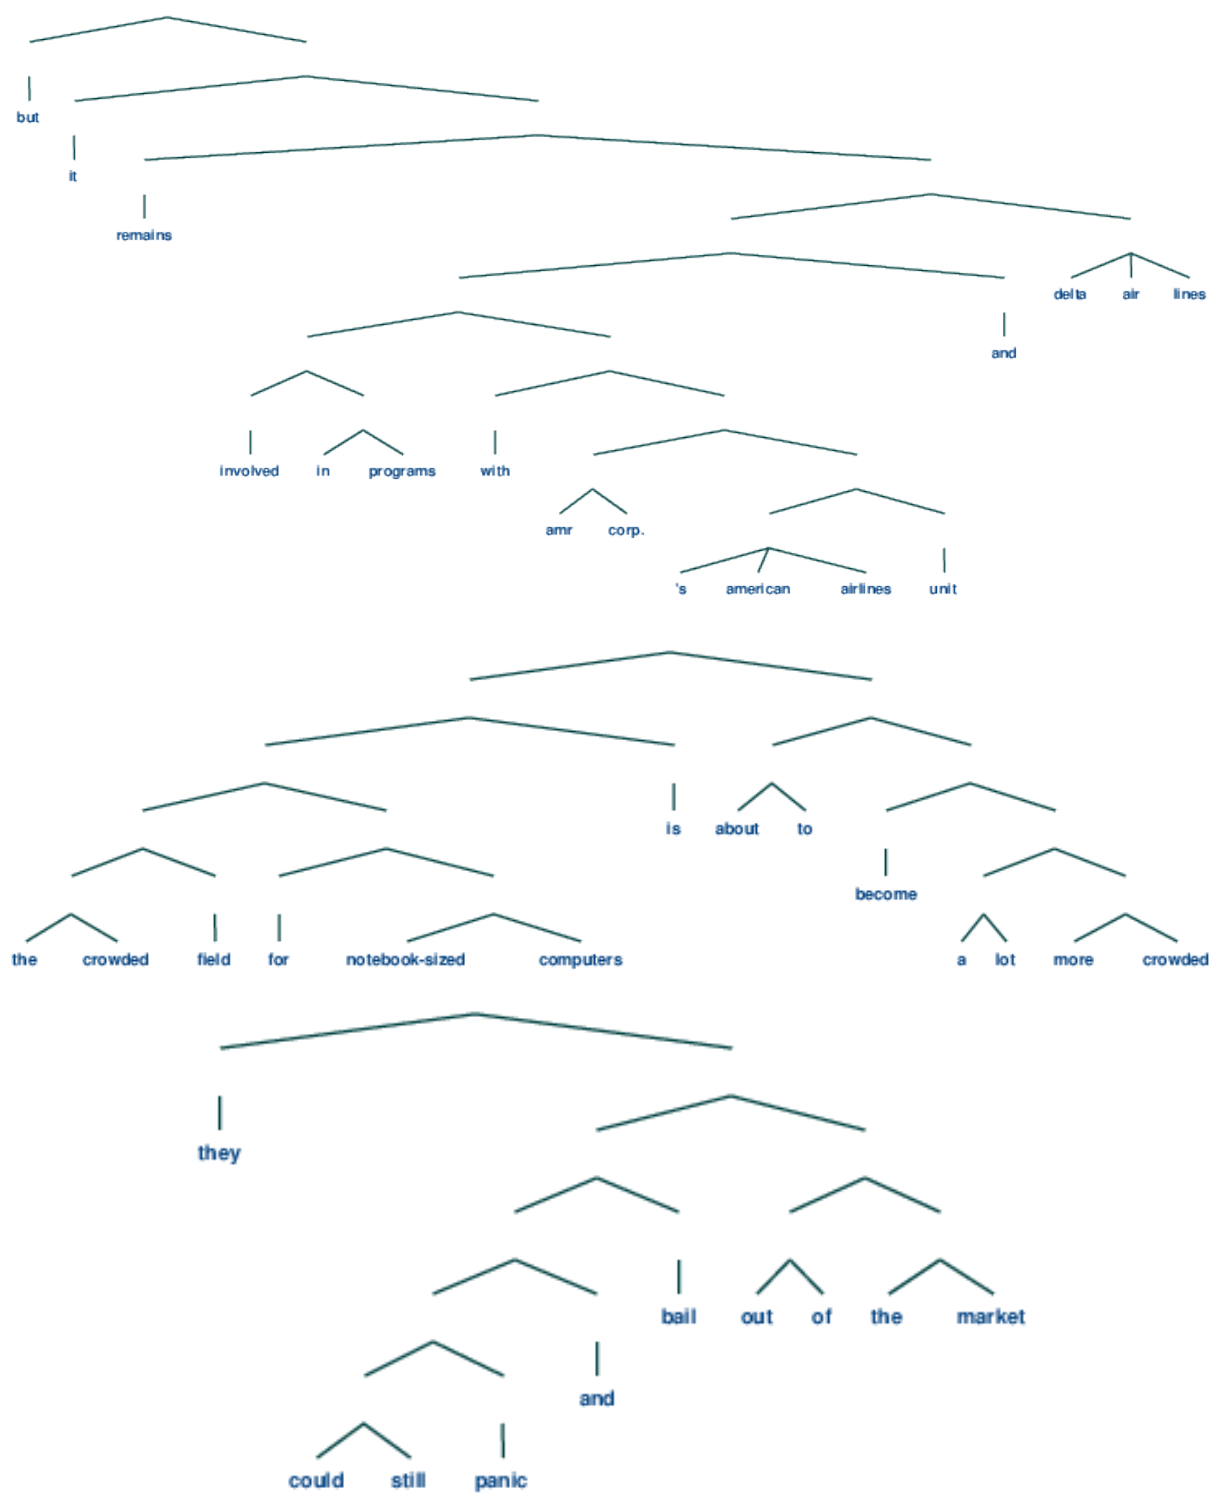 but
it
remains
delta air lines
and
involved in programs with
amr corp.
's american airlines unit
is about to
become
the crowded field for notebook-sized computers a lot more crowded
they
bail out of the market
and
could still panic